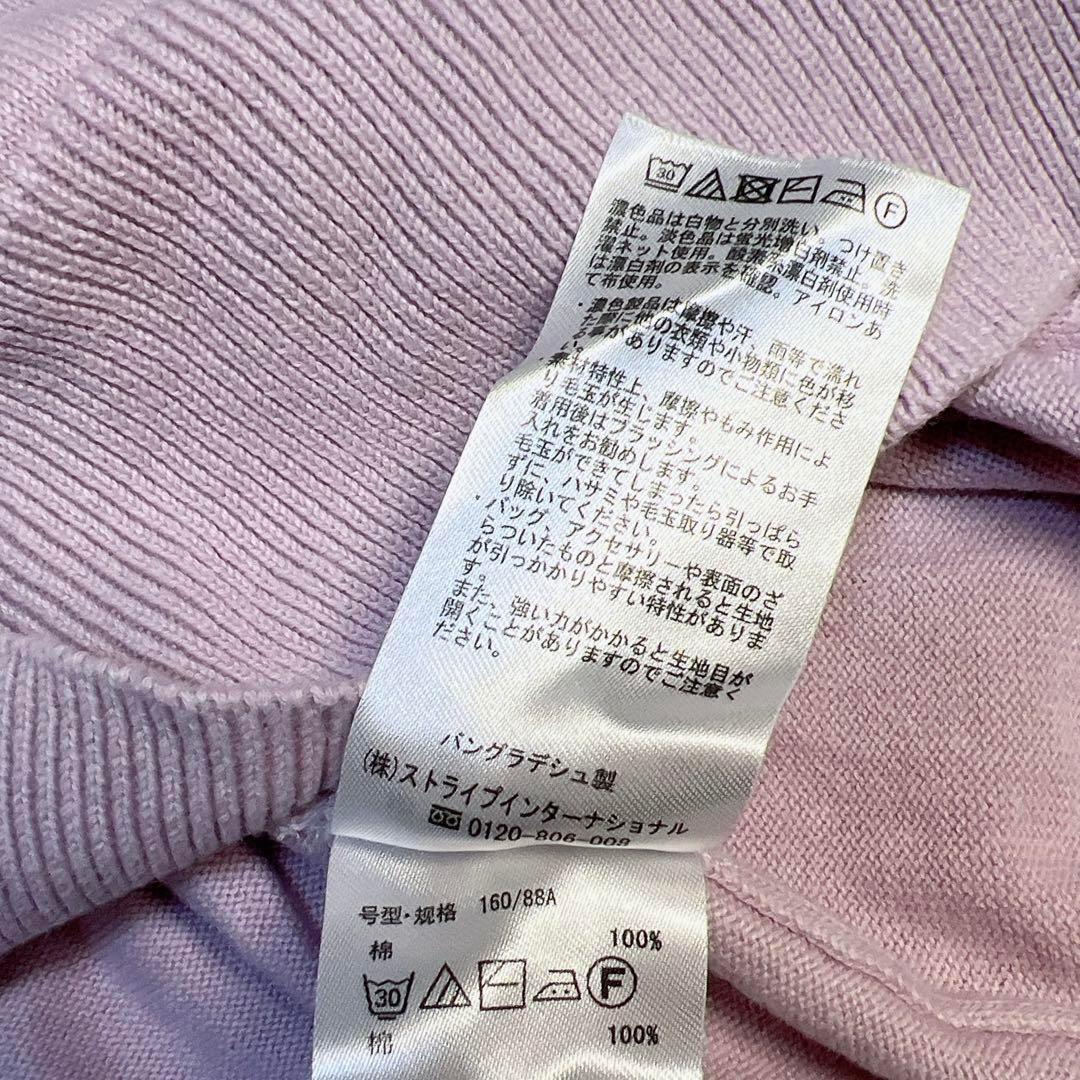 30 F
濃色品は白物と分別洗い。つけ置き
禁止。淡色品は蛍光増白剤禁止。洗
濯ネット使用。酸素系漂白剤使用時
は漂白剤の表示を確認。アイロンあ
て布使用。
・濃色製品は摩擦や汗、雨等で濡れ
た際に他の衣類や小物類に色が移
る事がありますのでご注意くださ
い。
・素材特性上、摩擦やもみ作用によ
り毛玉が生じます。
着用後はブラッシングによるお手
入れをお勧めします。
毛玉ができてしまったら引っぱら
ずに、ハサミや毛玉取り器等で取
り除いてください。
・バッグ、アクセサリーや表面のざ
らついたものと摩擦されると生地
が引っかかりやすい特性がありま
す。
また、強い力がかかると生地目が
開くことがありますのでご注意く
ださい。
バングラデシュ製
(株)ストライプインターナショナル
0120-806-008
号型·规格 160/88A
棉 100%
30 F
棉 100%